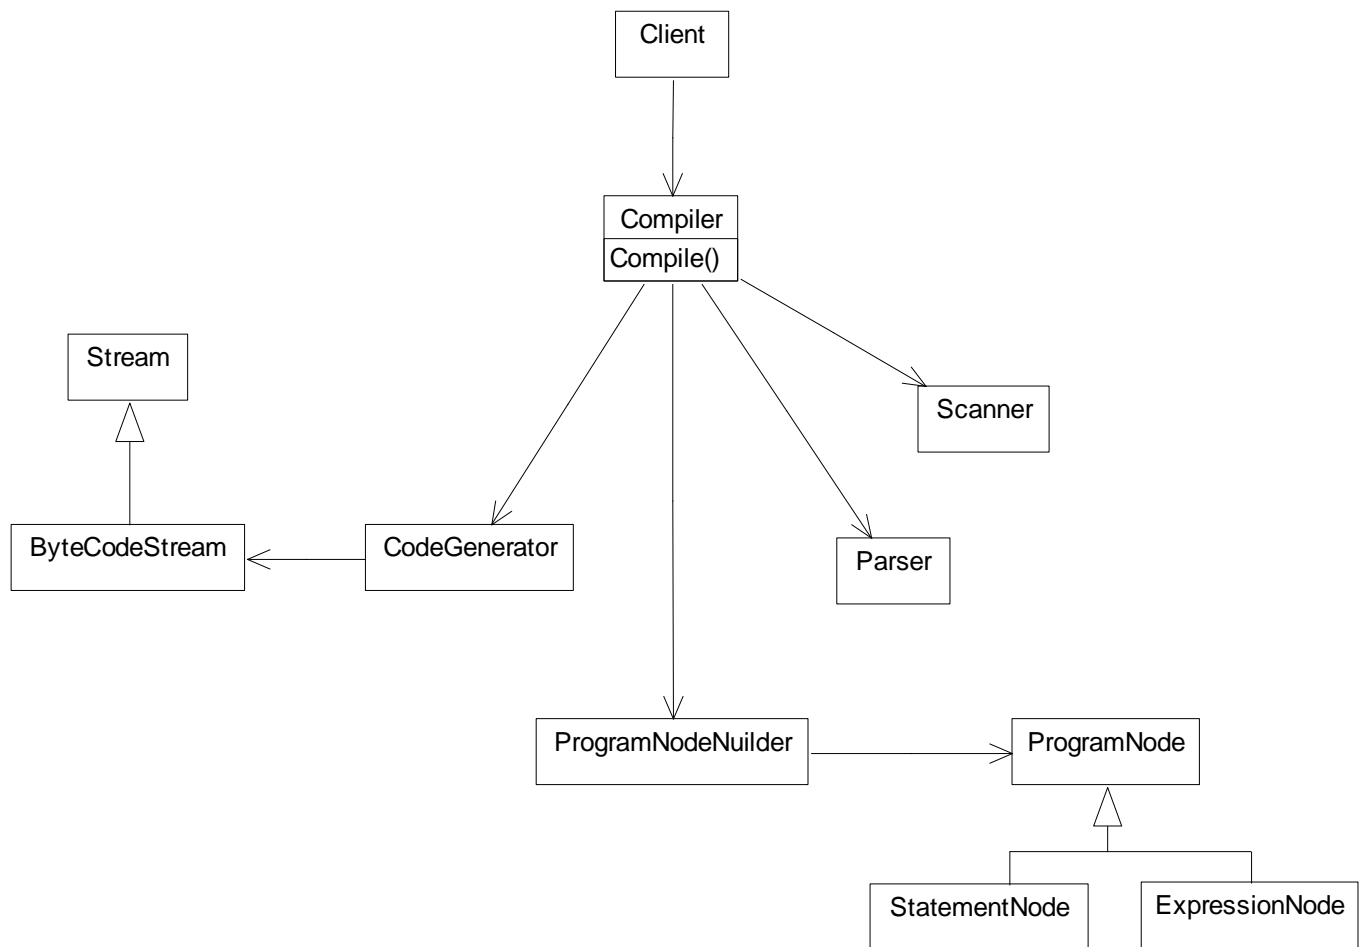 Client
Compiler
Compile()
Stream
Scanner
ByteCodeStream
CodeGenerator
Parser
ProgramNodeNuilder
ProgramNode
StatementNode
ExpressionNode